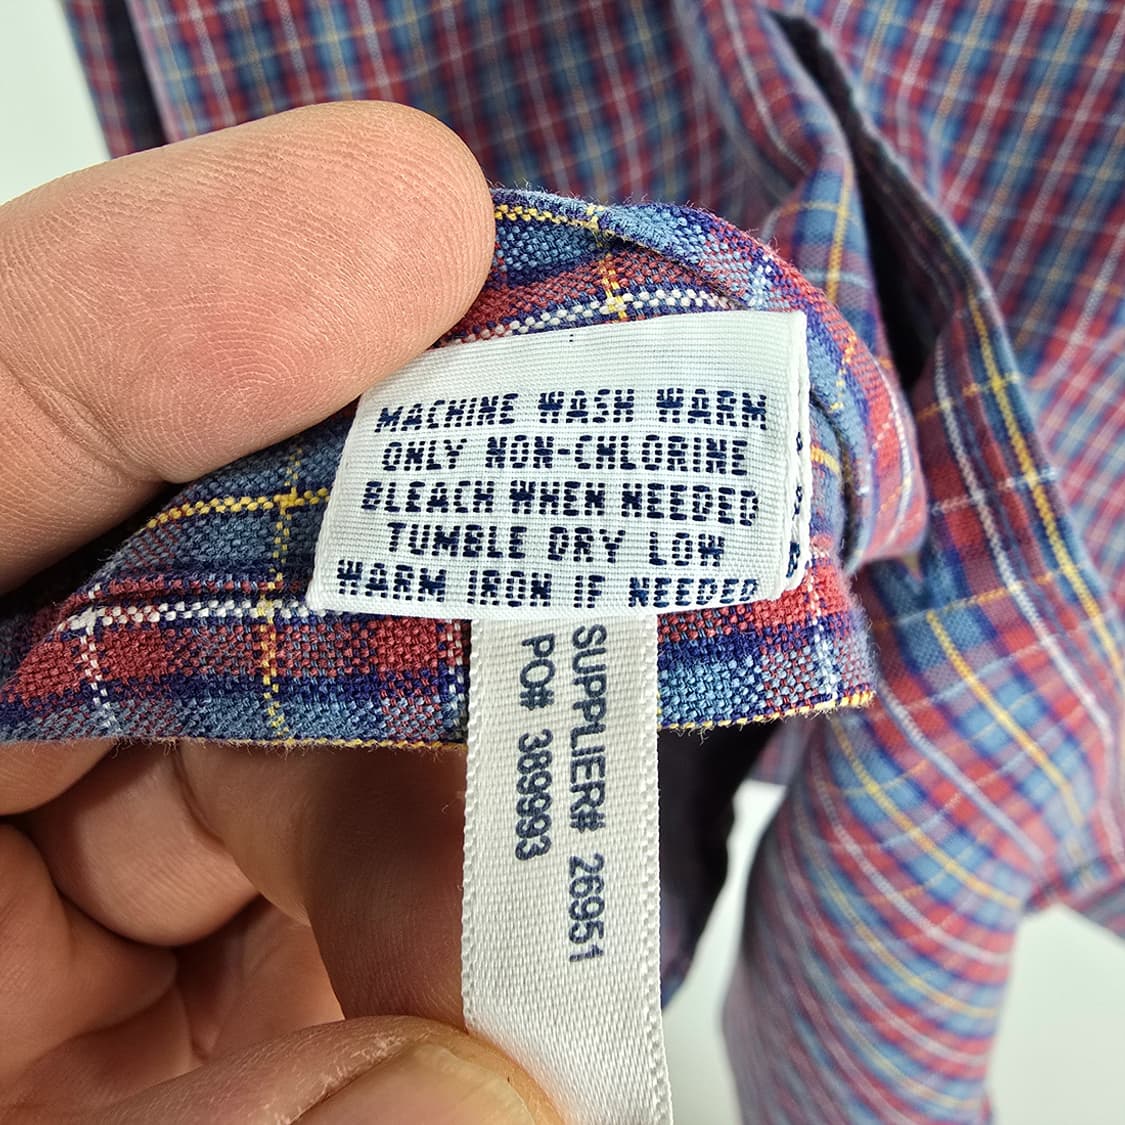 MACHINE WASH WARM
ONLY NON-CHLORINE
BLEACH WHEN NEEDED
TUMBLE DRY LOW
WARM IRON IF NEEDED
SUPPLIER# 26951
PO# 389993